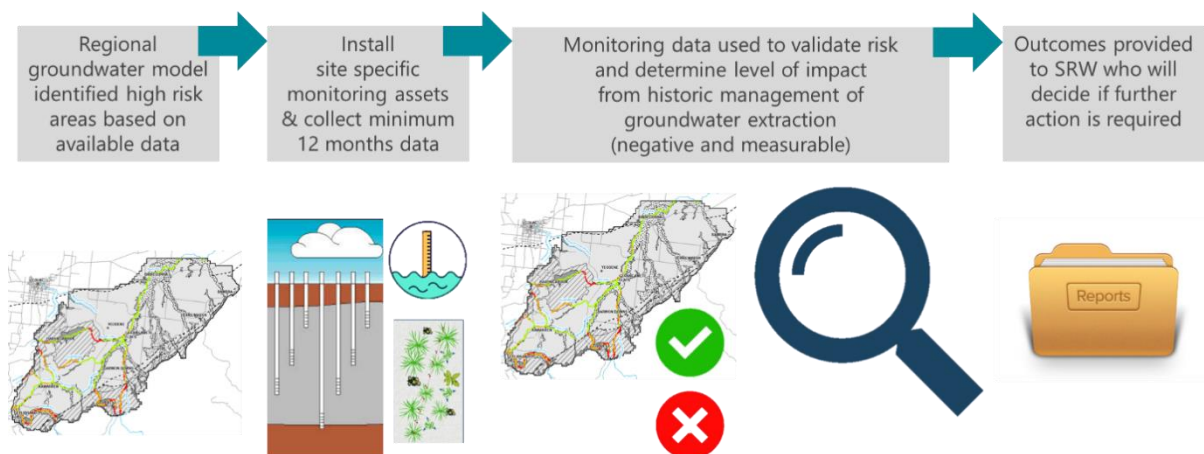 Regional
groundwater model
identified high risk
areas based on
available data
Install
site specific
monitoring assets
& collect minimum
12 months data
Monitoring data used to validate risk
and determine level of impact
from historic management of
groundwater extraction
(negative and measurable)
Outcomes provided
to SRW who will
decide if further
action is required
Reports